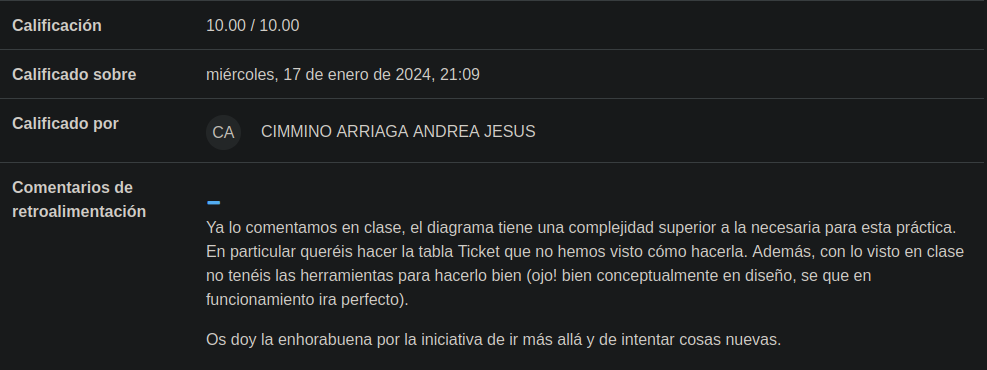 Calificación 10.00 / 10.00
Calificado sobre miércoles, 17 de enero de 2024, 21:09
Calificado por CA CIMMINO ARRIAGA ANDREA JESUS
Comentarios de
retroalimentación
Ya lo comentamos en clase, el diagrama tiene una complejidad superior a la necesaria para esta práctica.
En particular queréis hacer la tabla Ticket que no hemos visto cómo hacerla. Además, con lo visto en clase
no tenéis las herramientas para hacerlo bien (ojo! bien conceptualmente en diseño, se que en
funcionamiento ira perfecto).
Os doy la enhorabuena por la iniciativa de ir más allá y de intentar cosas nuevas.